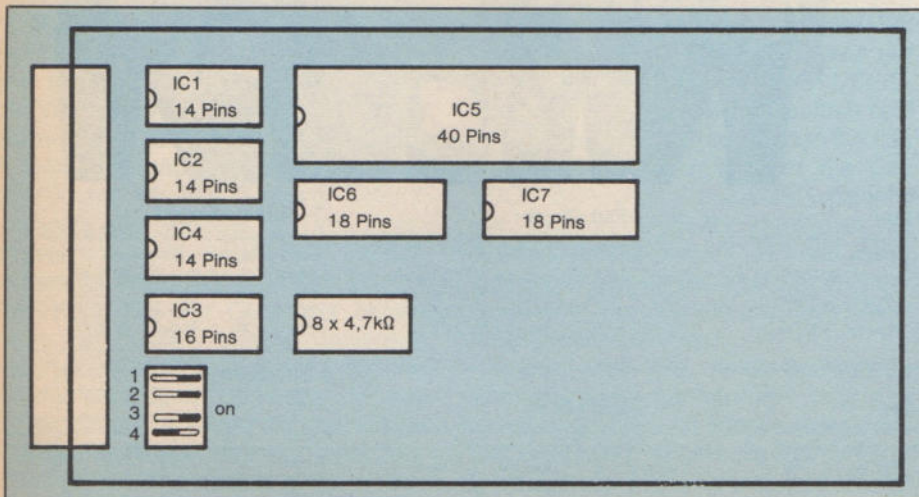 IC1
14 Pins
IC5
40 Pins
IC2
14 Pins
IC6
18 Pins
IC7
18 Pins
IC4
14 Pins
IC3
16 Pins
8 x 4,7kΩ
1
2
3
4
on